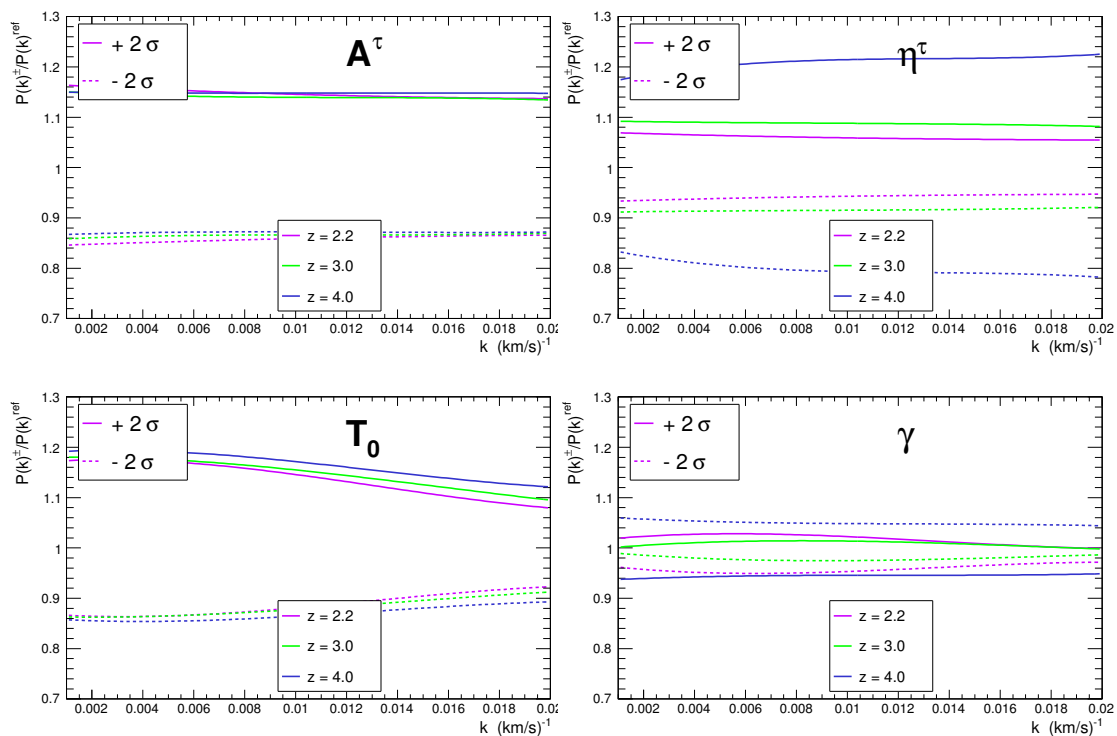 P(k)±/P(k)ref
1.3
1.2
1.1
1
0.9
0.8
0.7
+ 2 σ
- 2 σ
Aτ
z = 2.2
z = 3.0
z = 4.0
0.002 0.004 0.006 0.008 0.01 0.012 0.014 0.016 0.018 0.02
k (km/s)-1
P(k)±/P(k)ref
1.3
1.2
1.1
1
0.9
0.8
0.7
+ 2 σ
- 2 σ
ητ
z = 2.2
z = 3.0
z = 4.0
0.002 0.004 0.006 0.008 0.01 0.012 0.014 0.016 0.018 0.02
k (km/s)-1
P(k)±/P(k)ref
1.3
1.2
1.1
1
0.9
0.8
0.7
+ 2 σ
- 2 σ
T0
z = 2.2
z = 3.0
z = 4.0
0.002 0.004 0.006 0.008 0.01 0.012 0.014 0.016 0.018 0.02
k (km/s)-1
P(k)±/P(k)ref
1.3
1.2
1.1
1
0.9
0.8
0.7
+ 2 σ
- 2 σ
γ
z = 2.2
z = 3.0
z = 4.0
0.002 0.004 0.006 0.008 0.01 0.012 0.014 0.016 0.018 0.02
k (km/s)-1